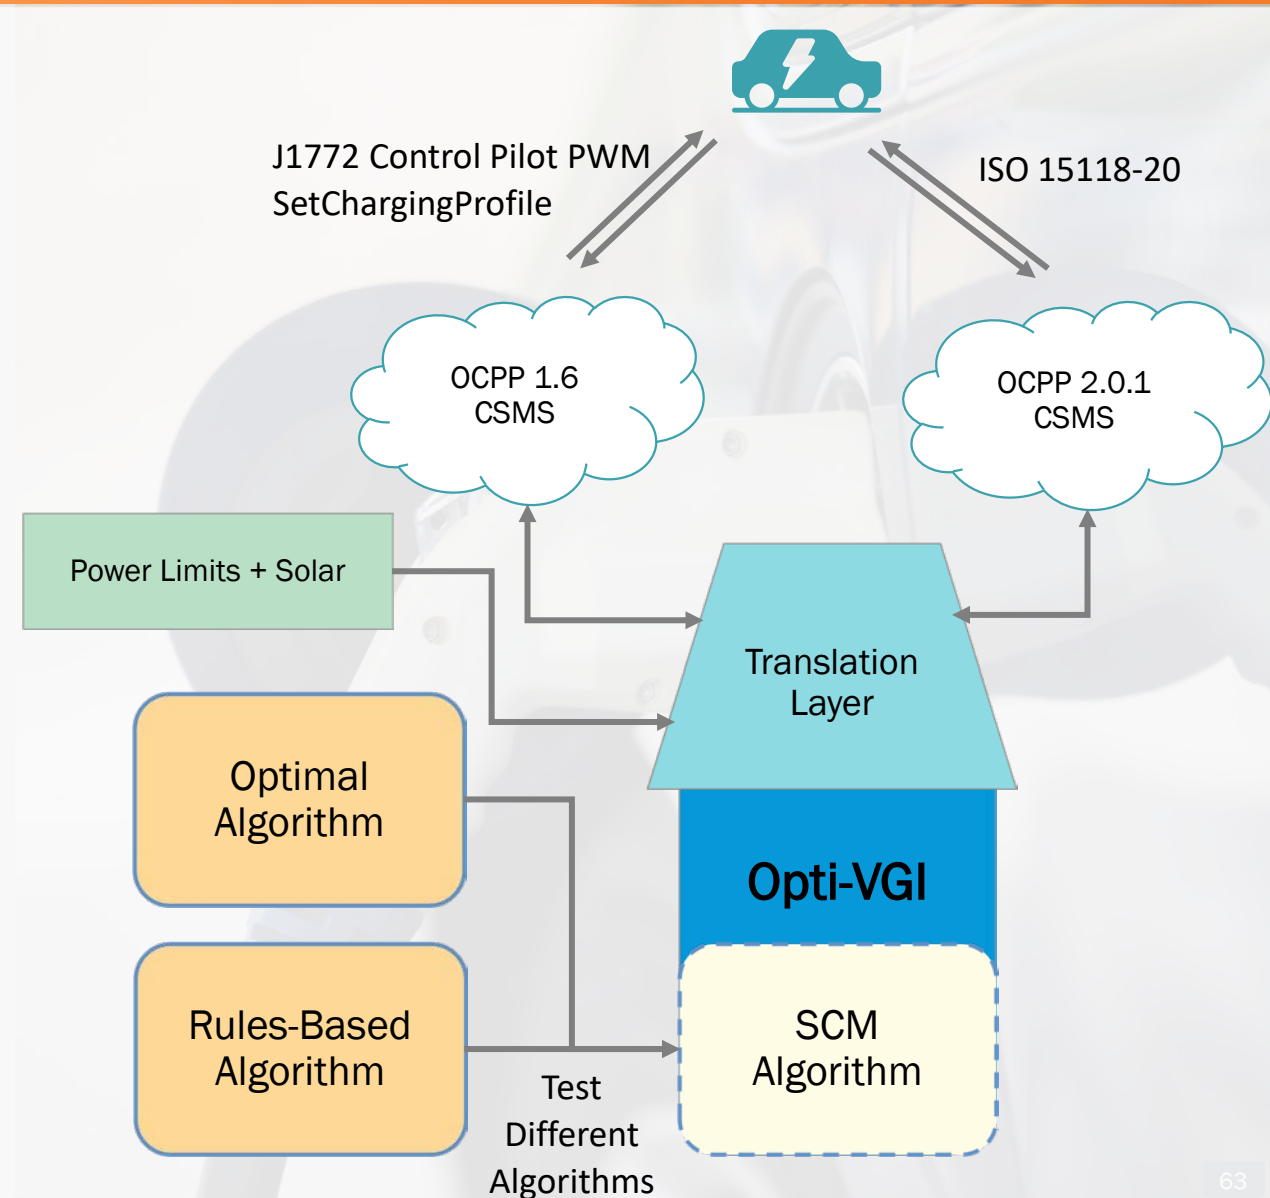 J1772 Control Pilot PWM
SetChargingProfile
ISO 15118-20
OCPP 1.6
CSMS
OCPP 2.0.1
CSMS
Power Limits + Solar
Translation
Layer
Optimal
Algorithm
Opti-VGI
Rules-Based
Algorithm
SCM
Algorithm
Test
Different
Algorithms
63